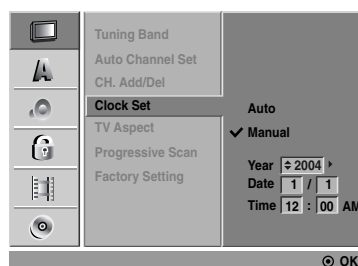 Tuning Band
Auto Channel Set
CH. Add/Del
Clock Set
TV Aspect
Progressive Scan
Factory Setting
Auto
✔ Manual
Year 2004
Date 1 / 1
Time 12 : 00 AM
OK